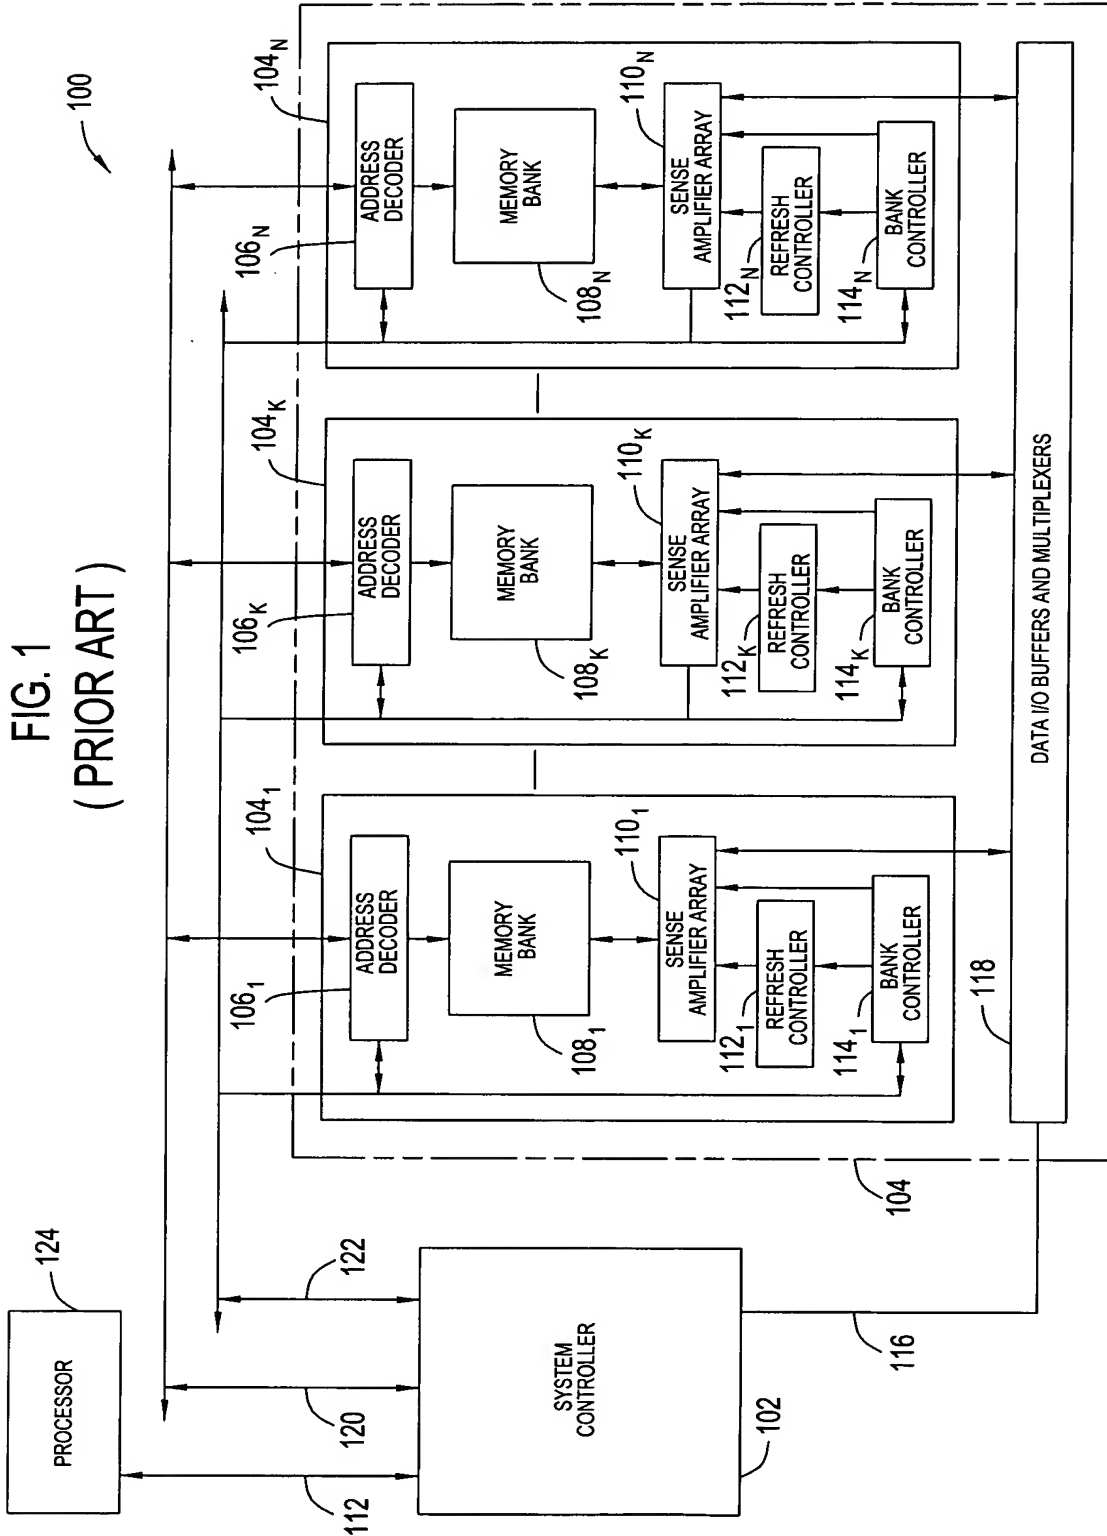 FIG. 1
( PRIOR ART )
100
PROCESSOR
124
112
120
122
SYSTEM
CONTROLLER
102
116
104
104₁
ADDRESS
DECODER
106₁
MEMORY
BANK
108₁
SENSE
AMPLIFIER ARRAY
110₁
REFRESH
CONTROLLER
112₁
BANK
CONTROLLER
114₁
104K
ADDRESS
DECODER
106K
MEMORY
BANK
108K
SENSE
AMPLIFIER ARRAY
110K
REFRESH
CONTROLLER
112K
BANK
CONTROLLER
114K
104N
ADDRESS
DECODER
106N
MEMORY
BANK
108N
SENSE
AMPLIFIER ARRAY
110N
REFRESH
CONTROLLER
112N
BANK
CONTROLLER
114N
118
DATA I/O BUFFERS AND MULTIPLEXERS